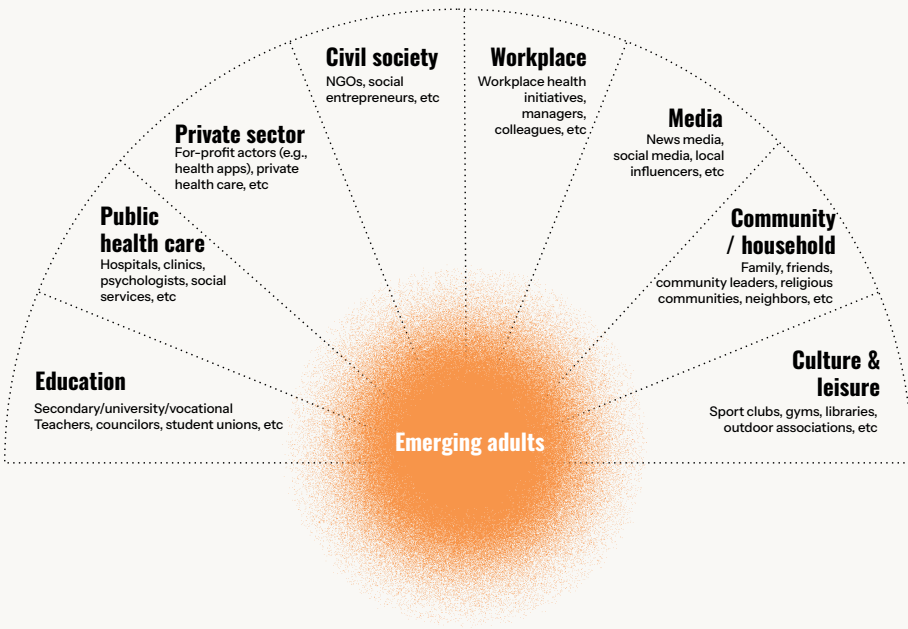 Civil society
NGOs, social
entrepreneurs, etc
Workplace
Workplace health
initiatives,
managers,
colleagues, etc
Private sector
For-profit actors (e.g.,
health apps), private
health care, etc
Media
News media,
social media, local
influencers, etc
Public
health care
Hospitals, clinics,
psychologists, social
services, etc
Community
/ household
Family, friends,
community leaders, religious
communities, neighbors, etc
Education
Secondary/university/vocational
Teachers, councilors, student unions, etc
Culture &
leisure
Sport clubs, gyms, libraries,
outdoor associations, etc
Emerging adults